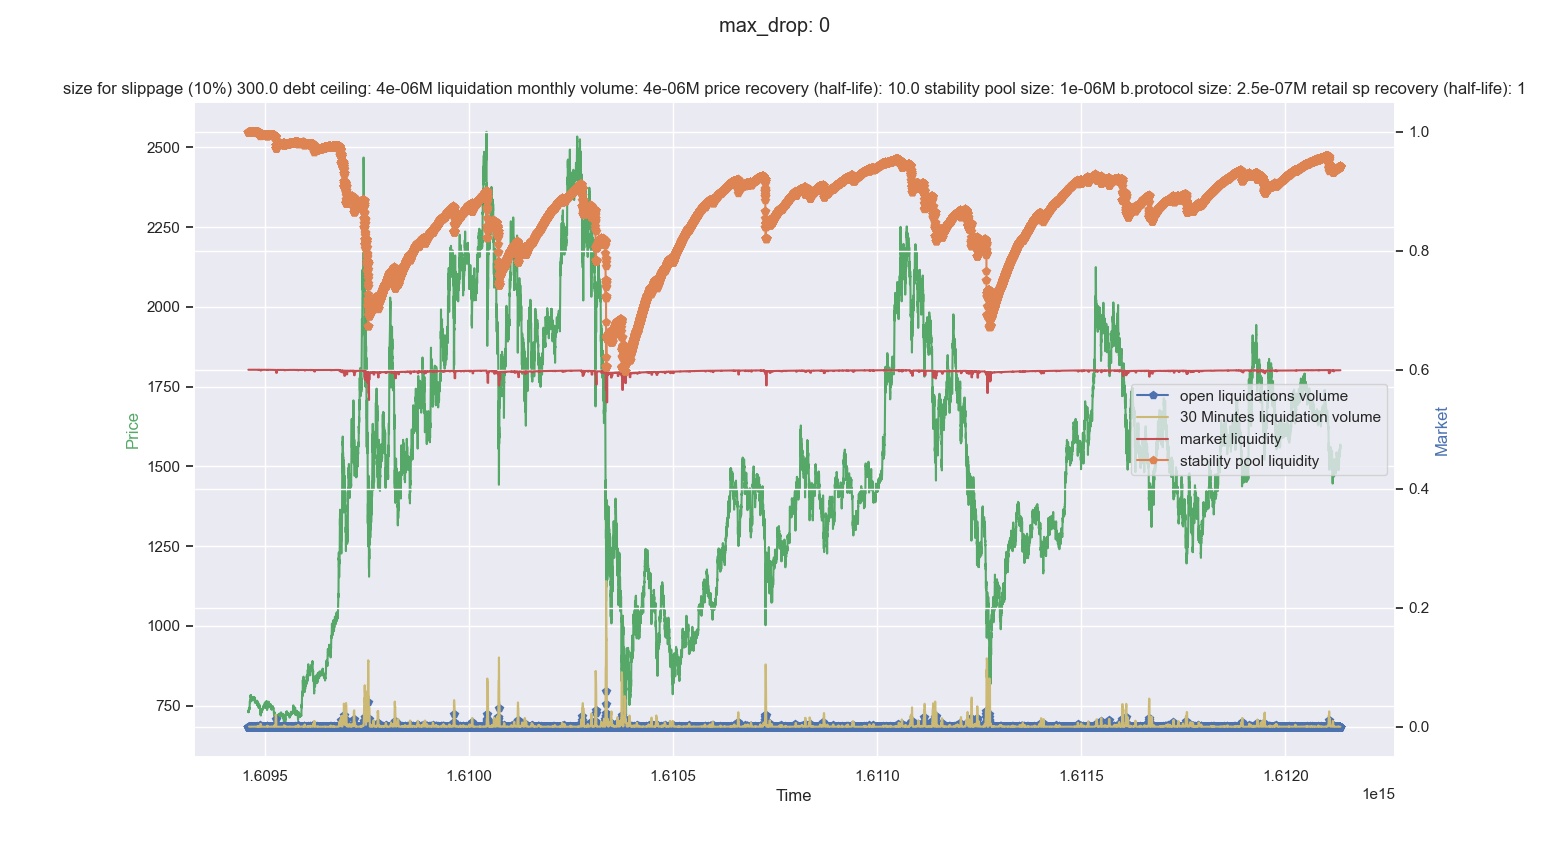 max_drop: 0
size for slippage (10%) 300.0 debt ceiling: 4e-06M liquidation monthly volume: 4e-06M price recovery (half-life): 10.0 stability pool size: 1e-06M b.protocol size: 2.5e-07M retail sp recovery (half-life): 1
2500
2250
2000
1750
1500
1250
1000
750
Price
1.0
0.8
0.6
0.4
0.2
0.0
Market
open liquidations volume
30 Minutes liquidation volume
market liquidity
stability pool liquidity
1.6095 1.6100 1.6105 1.6110 1.6115 1.6120
Time
1e15